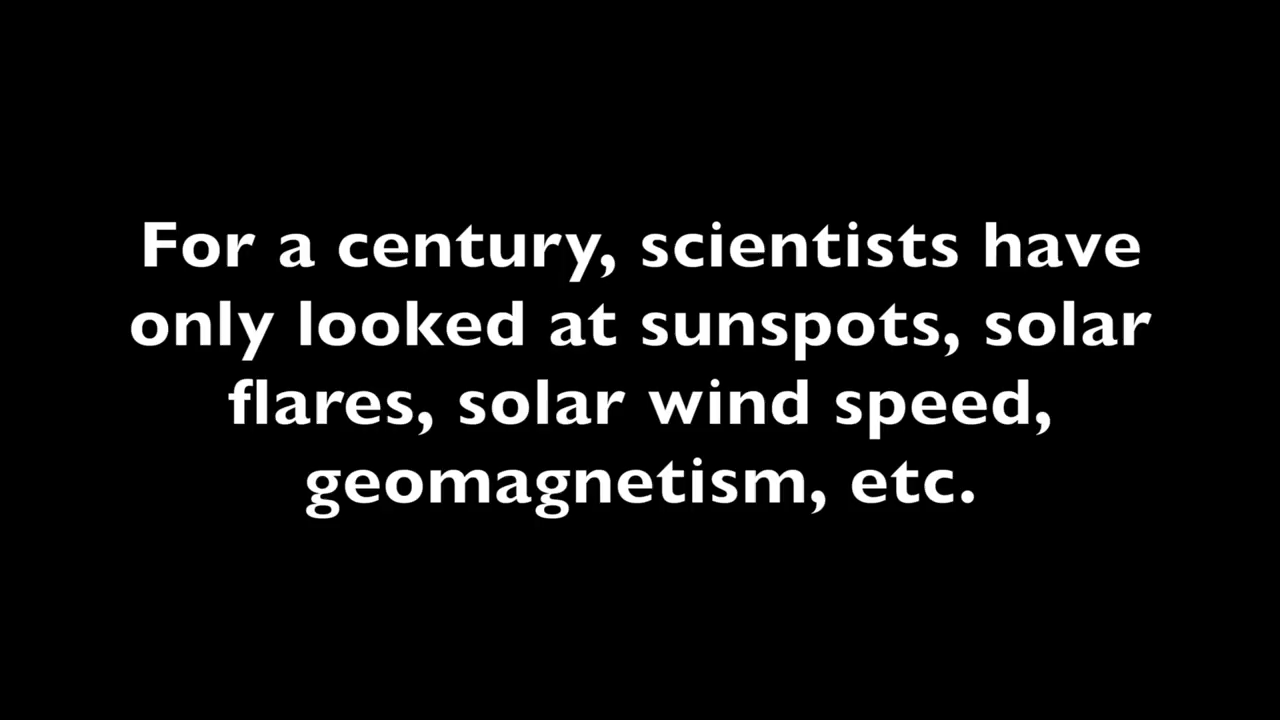 For a century, scientists have
only looked at sunspots, solar
flares, solar wind speed,
geomagnetism, etc.